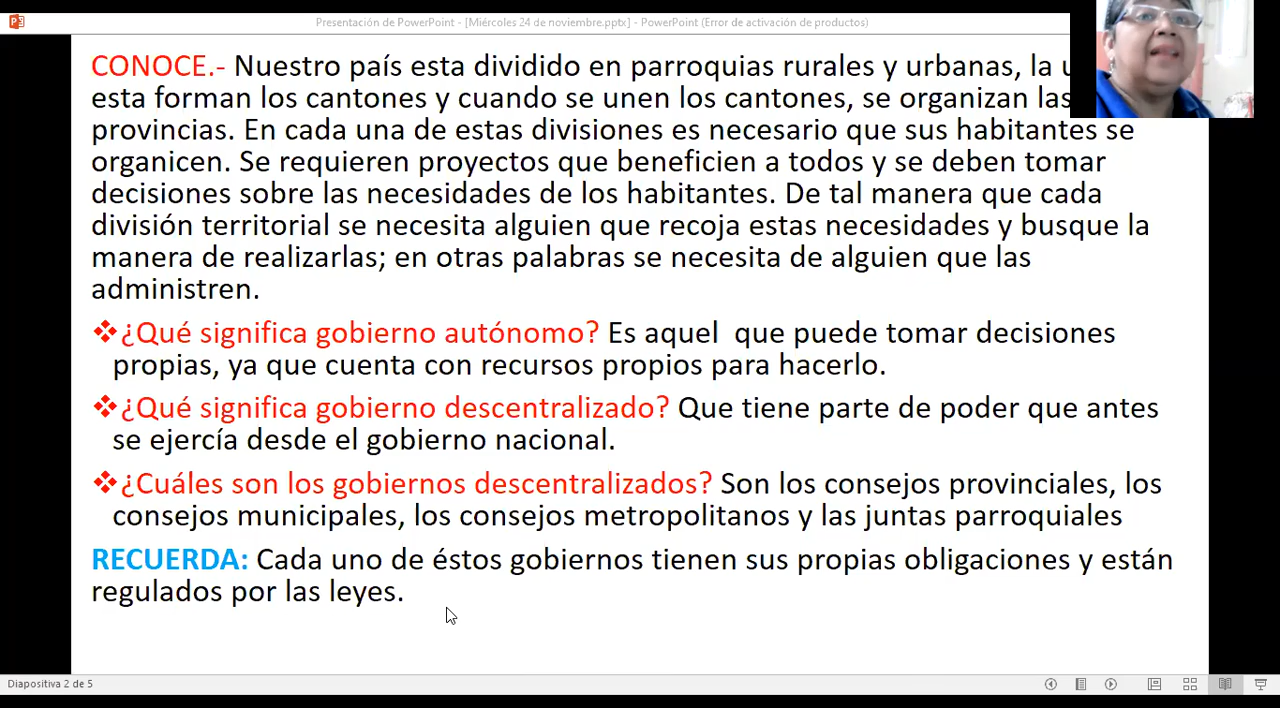 Presentación de PowerPoint - [Miércoles 24 de noviembre.pptx] - PowerPoint (Error de activación de productos)
CONOCE.- Nuestro país esta dividido en parroquias rurales y urbanas, la
esta forman los cantones y cuando se unen los cantones, se organizan las
provincias. En cada una de estas divisiones es necesario que sus habitantes se
organicen. Se requieren proyectos que beneficien a todos y se deben tomar
decisiones sobre las necesidades de los habitantes. De tal manera que cada
división territorial se necesita alguien que recoja estas necesidades y busque la
manera de realizarlas; en otras palabras se necesita de alguien que las
administren.
❖¿Qué significa gobierno autónomo? Es aquel que puede tomar decisiones
propias, ya que cuenta con recursos propios para hacerlo.
❖¿Qué significa gobierno descentralizado? Que tiene parte de poder que antes
se ejercía desde el gobierno nacional.
❖¿Cuáles son los gobiernos descentralizados? Son los consejos provinciales, los
consejos municipales, los consejos metropolitanos y las juntas parroquiales
RECUERDA: Cada uno de éstos gobiernos tienen sus propias obligaciones y están
regulados por las leyes.
Diapositiva 2 de 5